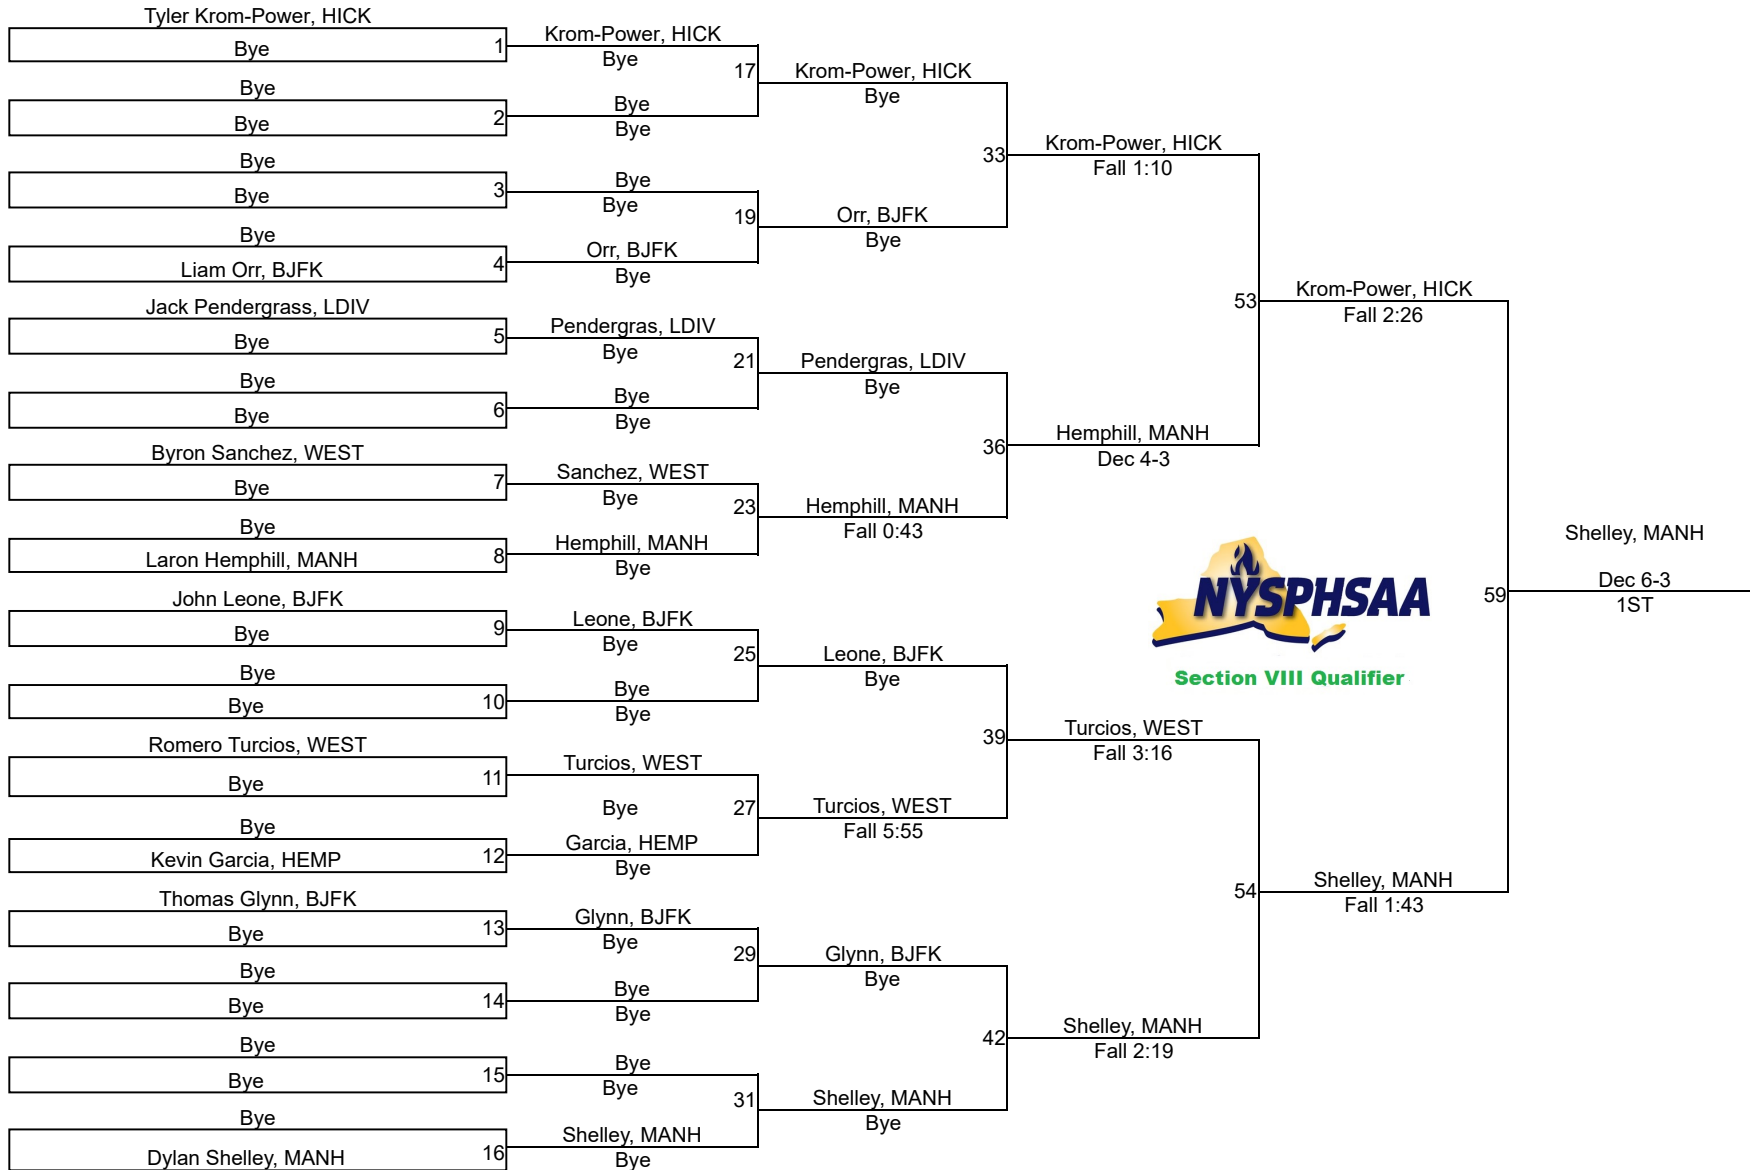 Tyler Krom-Power, HICK
Bye
1
Bye
Bye
2
Bye
Bye
3
Bye
Liam Orr, BJFK
4
Jack Pendergrass, LDIV
Bye
5
Bye
Bye
6
Byron Sanchez, WEST
Bye
7
Bye
Laron Hemphill, MANH
8
John Leone, BJFK
Bye
9
Bye
Bye
10
Romero Turcios, WEST
Bye
11
Bye
Kevin Garcia, HEMP
12
Thomas Glynn, BJFK
Bye
13
Bye
Bye
14
Bye
Bye
15
Bye
Dylan Shelley, MANH
16
Krom-Power, HICK
Bye
17
Bye
Bye
Bye
Bye
19
Orr, BJFK
Bye
Pendergras, LDIV
Bye
21
Bye
Bye
Sanchez, WEST
Bye
23
Hemphill, MANH
Bye
Leone, BJFK
Bye
25
Bye
Bye
Turcios, WEST
Bye
27
Garcia, HEMP
Bye
Glynn, BJFK
Bye
29
Bye
Bye
Bye
Bye
31
Shelley, MANH
Bye
Krom-Power, HICK
Bye
33
Orr, BJFK
Bye
Pendergras, LDIV
Bye
36
Hemphill, MANH
Fall 0:43
Leone, BJFK
Bye
39
Turcios, WEST
Fall 5:55
Glynn, BJFK
Bye
42
Shelley, MANH
Bye
Krom-Power, HICK
Fall 1:10
53
Hemphill, MANH
Dec 4-3
Turcios, WEST
Fall 3:16
54
Shelley, MANH
Fall 2:19
Krom-Power, HICK
Fall 2:26
59
Shelley, MANH
Fall 1:43
Shelley, MANH
Dec 6-3
1ST
NYSPHSAA
Section VIII Qualifier